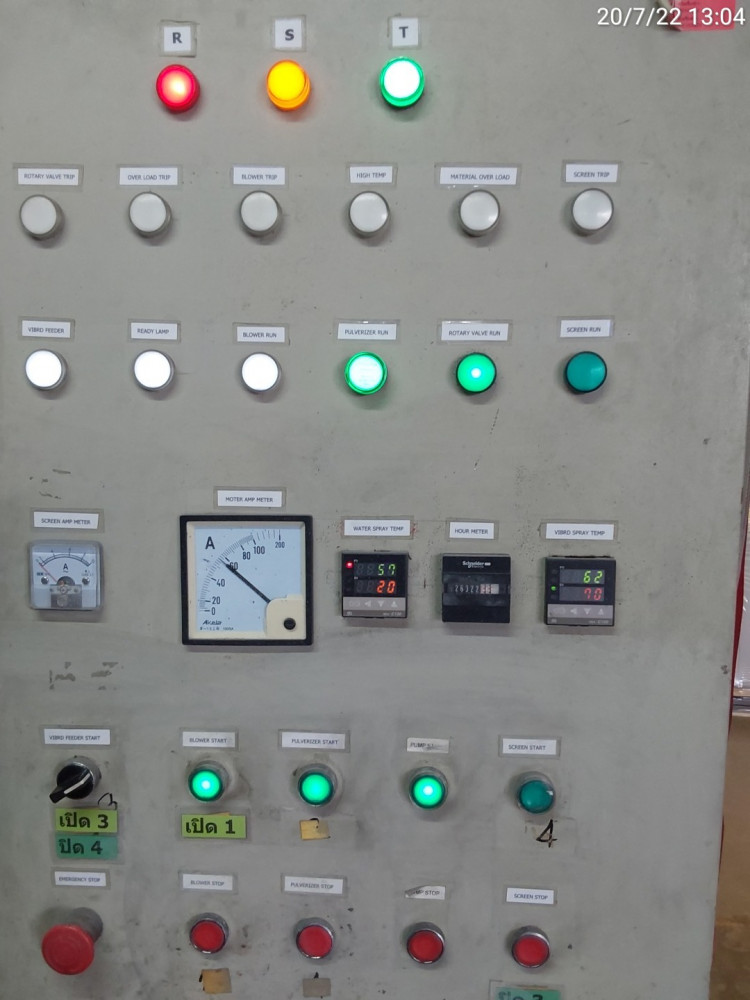 20/7/22 13:04
R
S
T
ROTARY VALVE TRIP
OVER LOAD TRIP
BLOWER TRIP
HIGH TEMP
MATERIAL OVER LOAD
SCREEN TRIP
VIBRO FEEDER
READY LAMP
BLOWER RUN
PULVERIZER RUN
ROTARY VALVE RUN
SCREEN RUN
SCREEN AMP METER
MOTER AMP METER
WATER SPRAY TEMP
HOUR METER
VIBRO SPRAY TEMP
A
A
0
20
40
60
80
100
200
57
20
Schneider
62
70
VIBRO FEEDER START
BLOWER START
PULVERIZER START
SCREEN START
3
เปิด 3
ปิด 4
เปิด 1
4
EMERGENCY STOP
BLOWER STOP
PULVERIZER STOP
STOP
SCREEN STOP